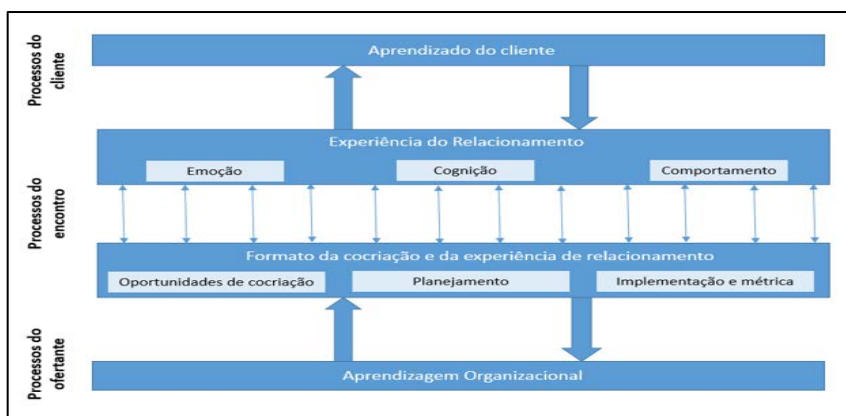 Processos do
cliente
Aprendizado do cliente
Experiência do Relacionamento
Emoção
Cognição
Comportamento
Processos do
encontro
Formato da cocriação e da experiência de relacionamento
Oportunidades de cocriação
Planejamento
Implementação e métrica
Processos do
ofertante
Aprendizagem Organizacional